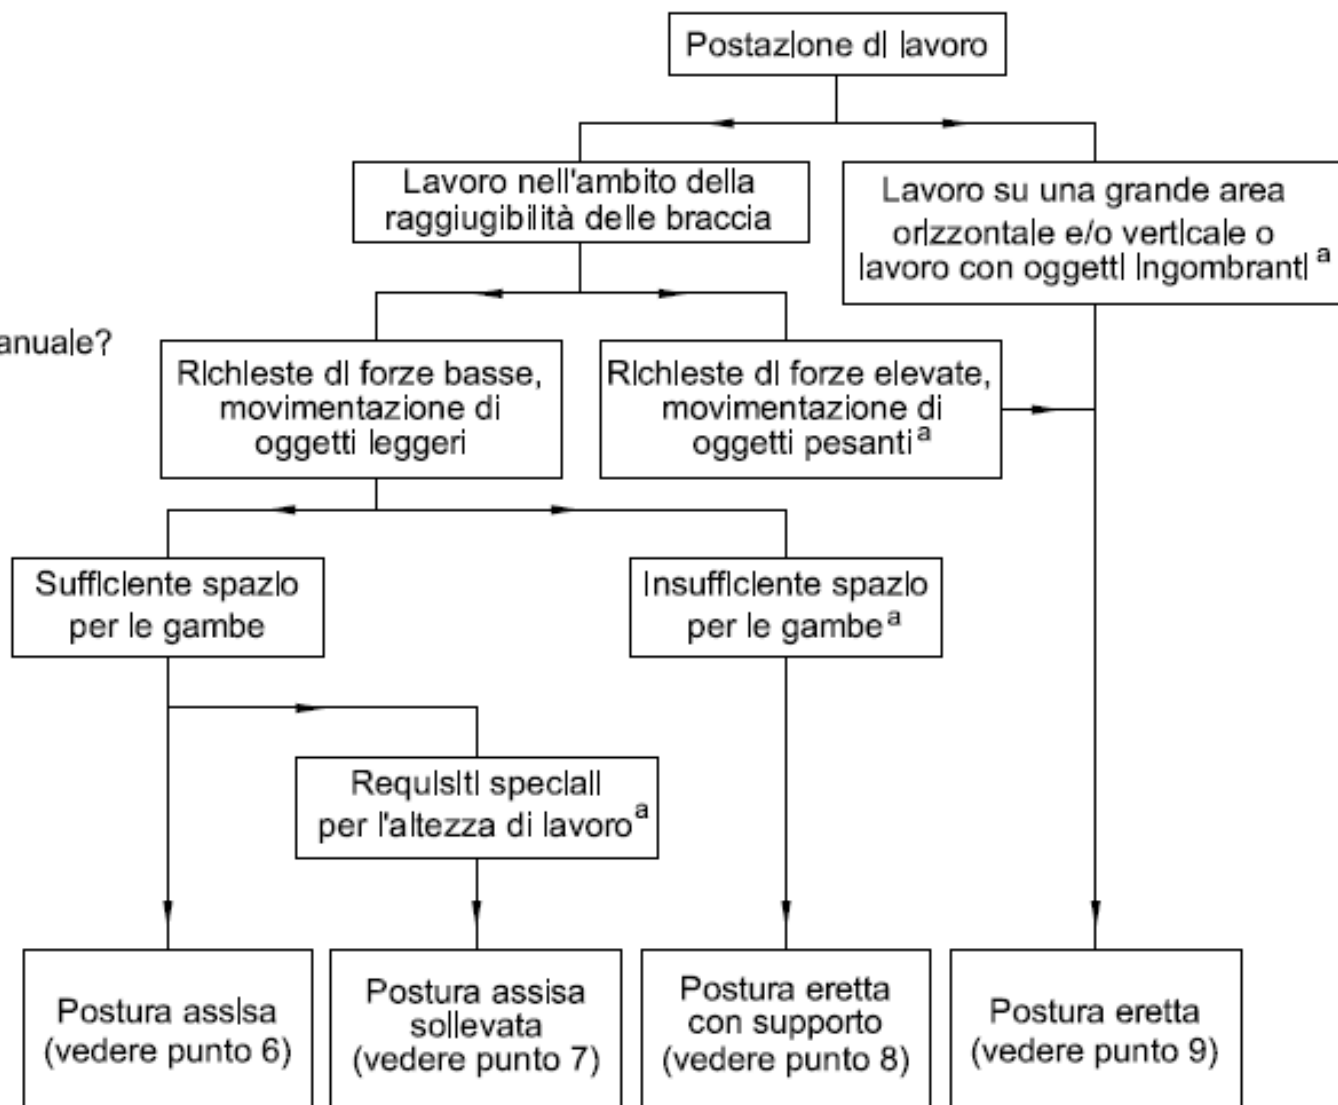 Postazione di lavoro
Lavoro nell'ambito della
raggiugibilità delle braccia
Lavoro su una grande area
orizzontale e/o verticale o
lavoro con oggetti ingombranti a
anuale?
Richieste di forze basse,
movimentazione di
oggetti leggeri
Richieste di forze elevate,
movimentazione di
oggetti pesanti a
Sufficiente spazio
per le gambe
Insufficiente spazio
per le gambe a
Requisiti speciali
per l'altezza di lavoro a
Postura assisa
(vedere punto 6)
Postura assisa
sollevata
(vedere punto 7)
Postura eretta
con supporto
(vedere punto 8)
Postura eretta
(vedere punto 9)